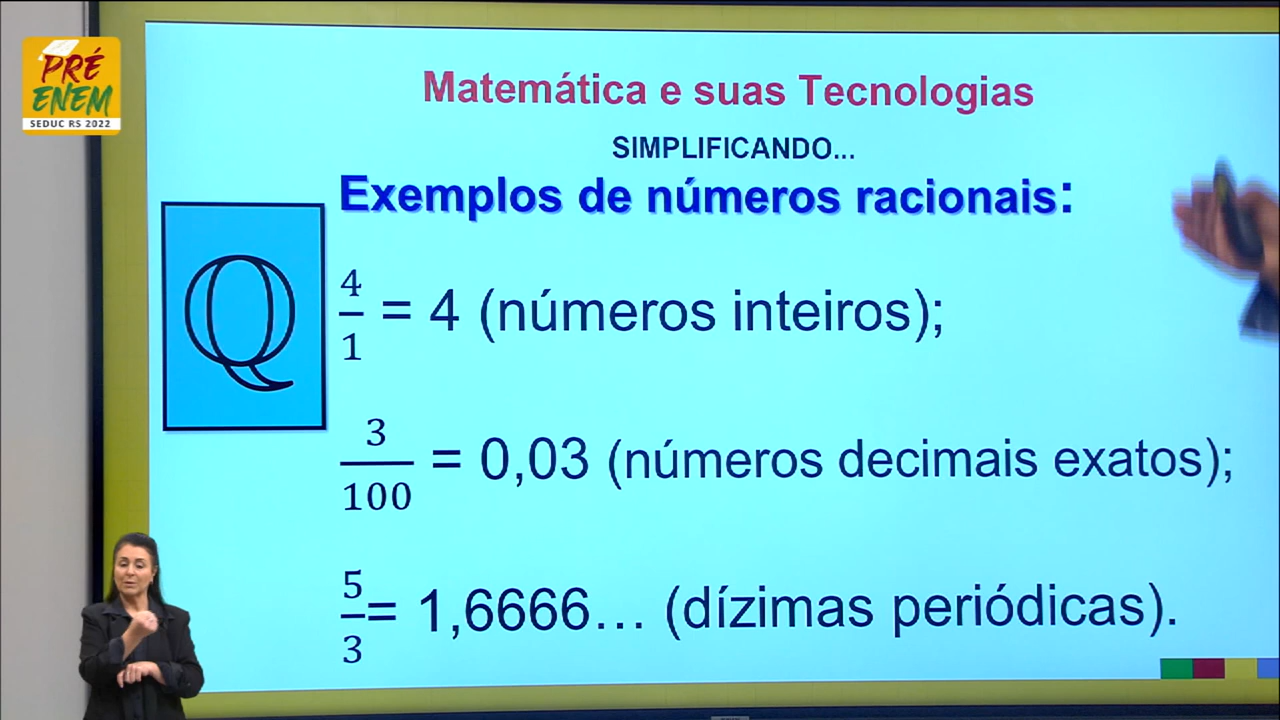 PRÉ
ENEM
SEDUC RS 2022
Matemática e suas Tecnologias
SIMPLIFICANDO...
Exemplos de números racionais:
ℚ
4/1 = 4 (números inteiros);
3/100 = 0,03 (números decimais exatos);
5/3 = 1,6666... (dízimas periódicas).